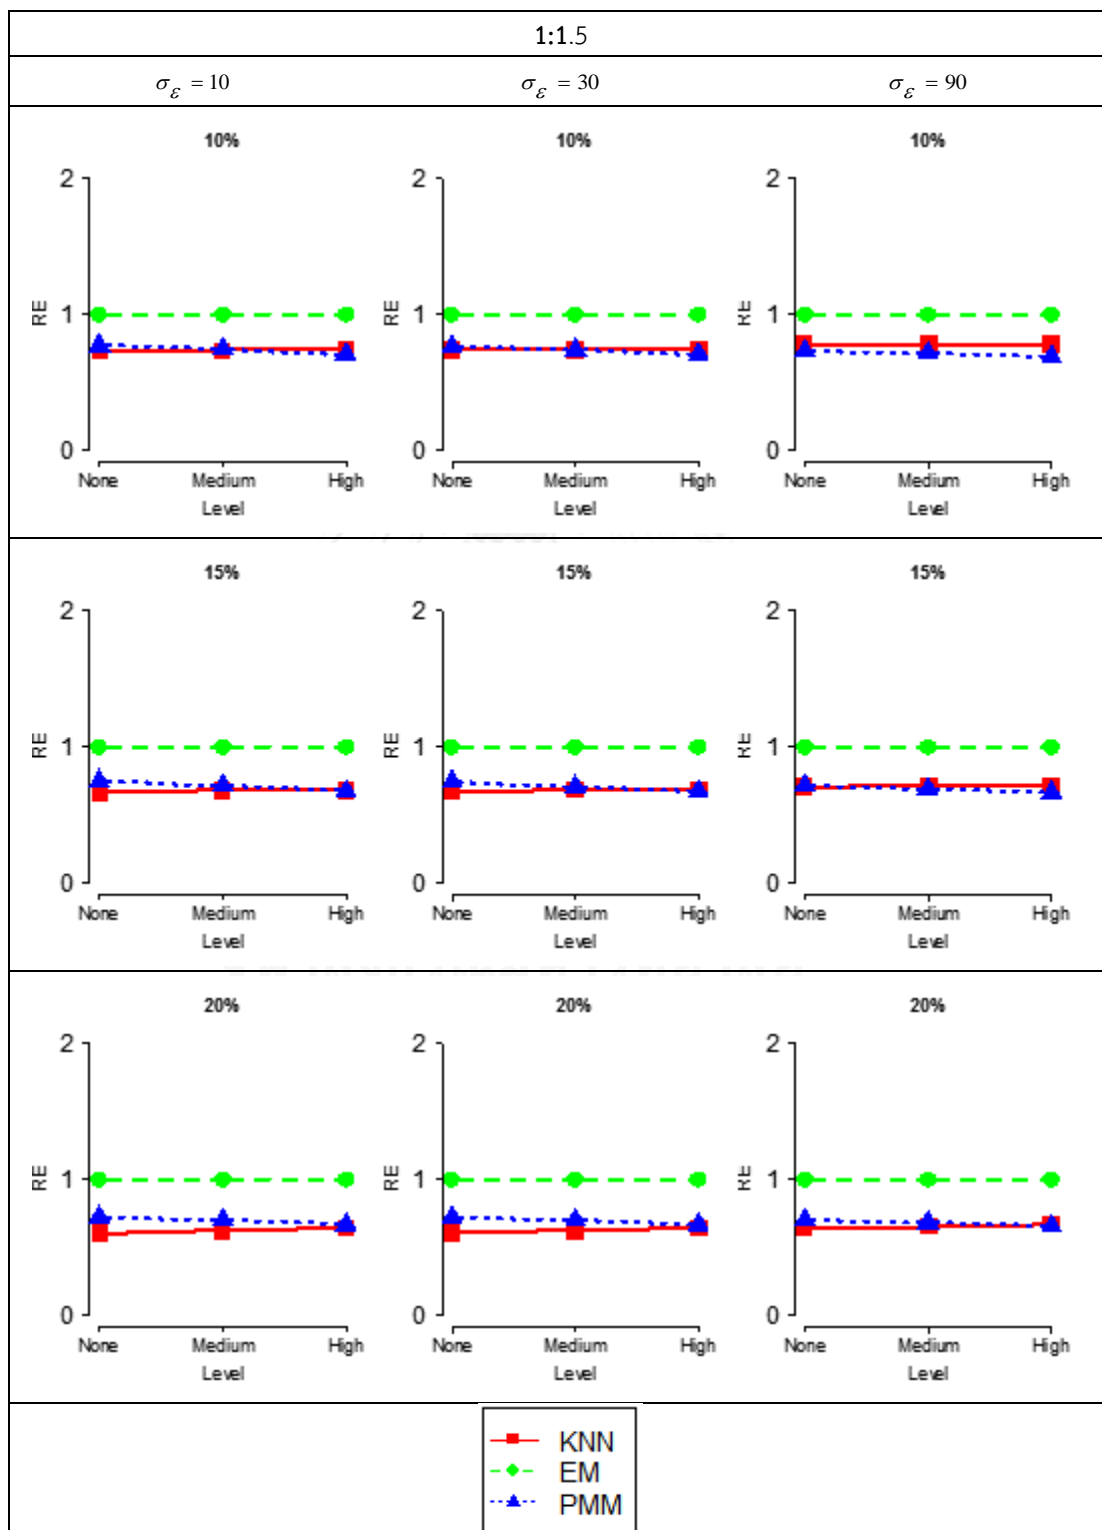 1:1.5
σε = 10 σε = 30 σε = 90
10% 10% 10%
2 2 2
RE 1 RE 1 RE 1
0 0 0
None Medium High None Medium High None Medium High
Level Level Level
15% 15% 15%
2 2 2
RE 1 RE 1 RE 1
0 0 0
None Medium High None Medium High None Medium High
Level Level Level
20% 20% 20%
2 2 2
RE 1 RE 1 RE 1
0 0 0
None Medium High None Medium High None Medium High
Level Level Level
KNN
EM
PMM